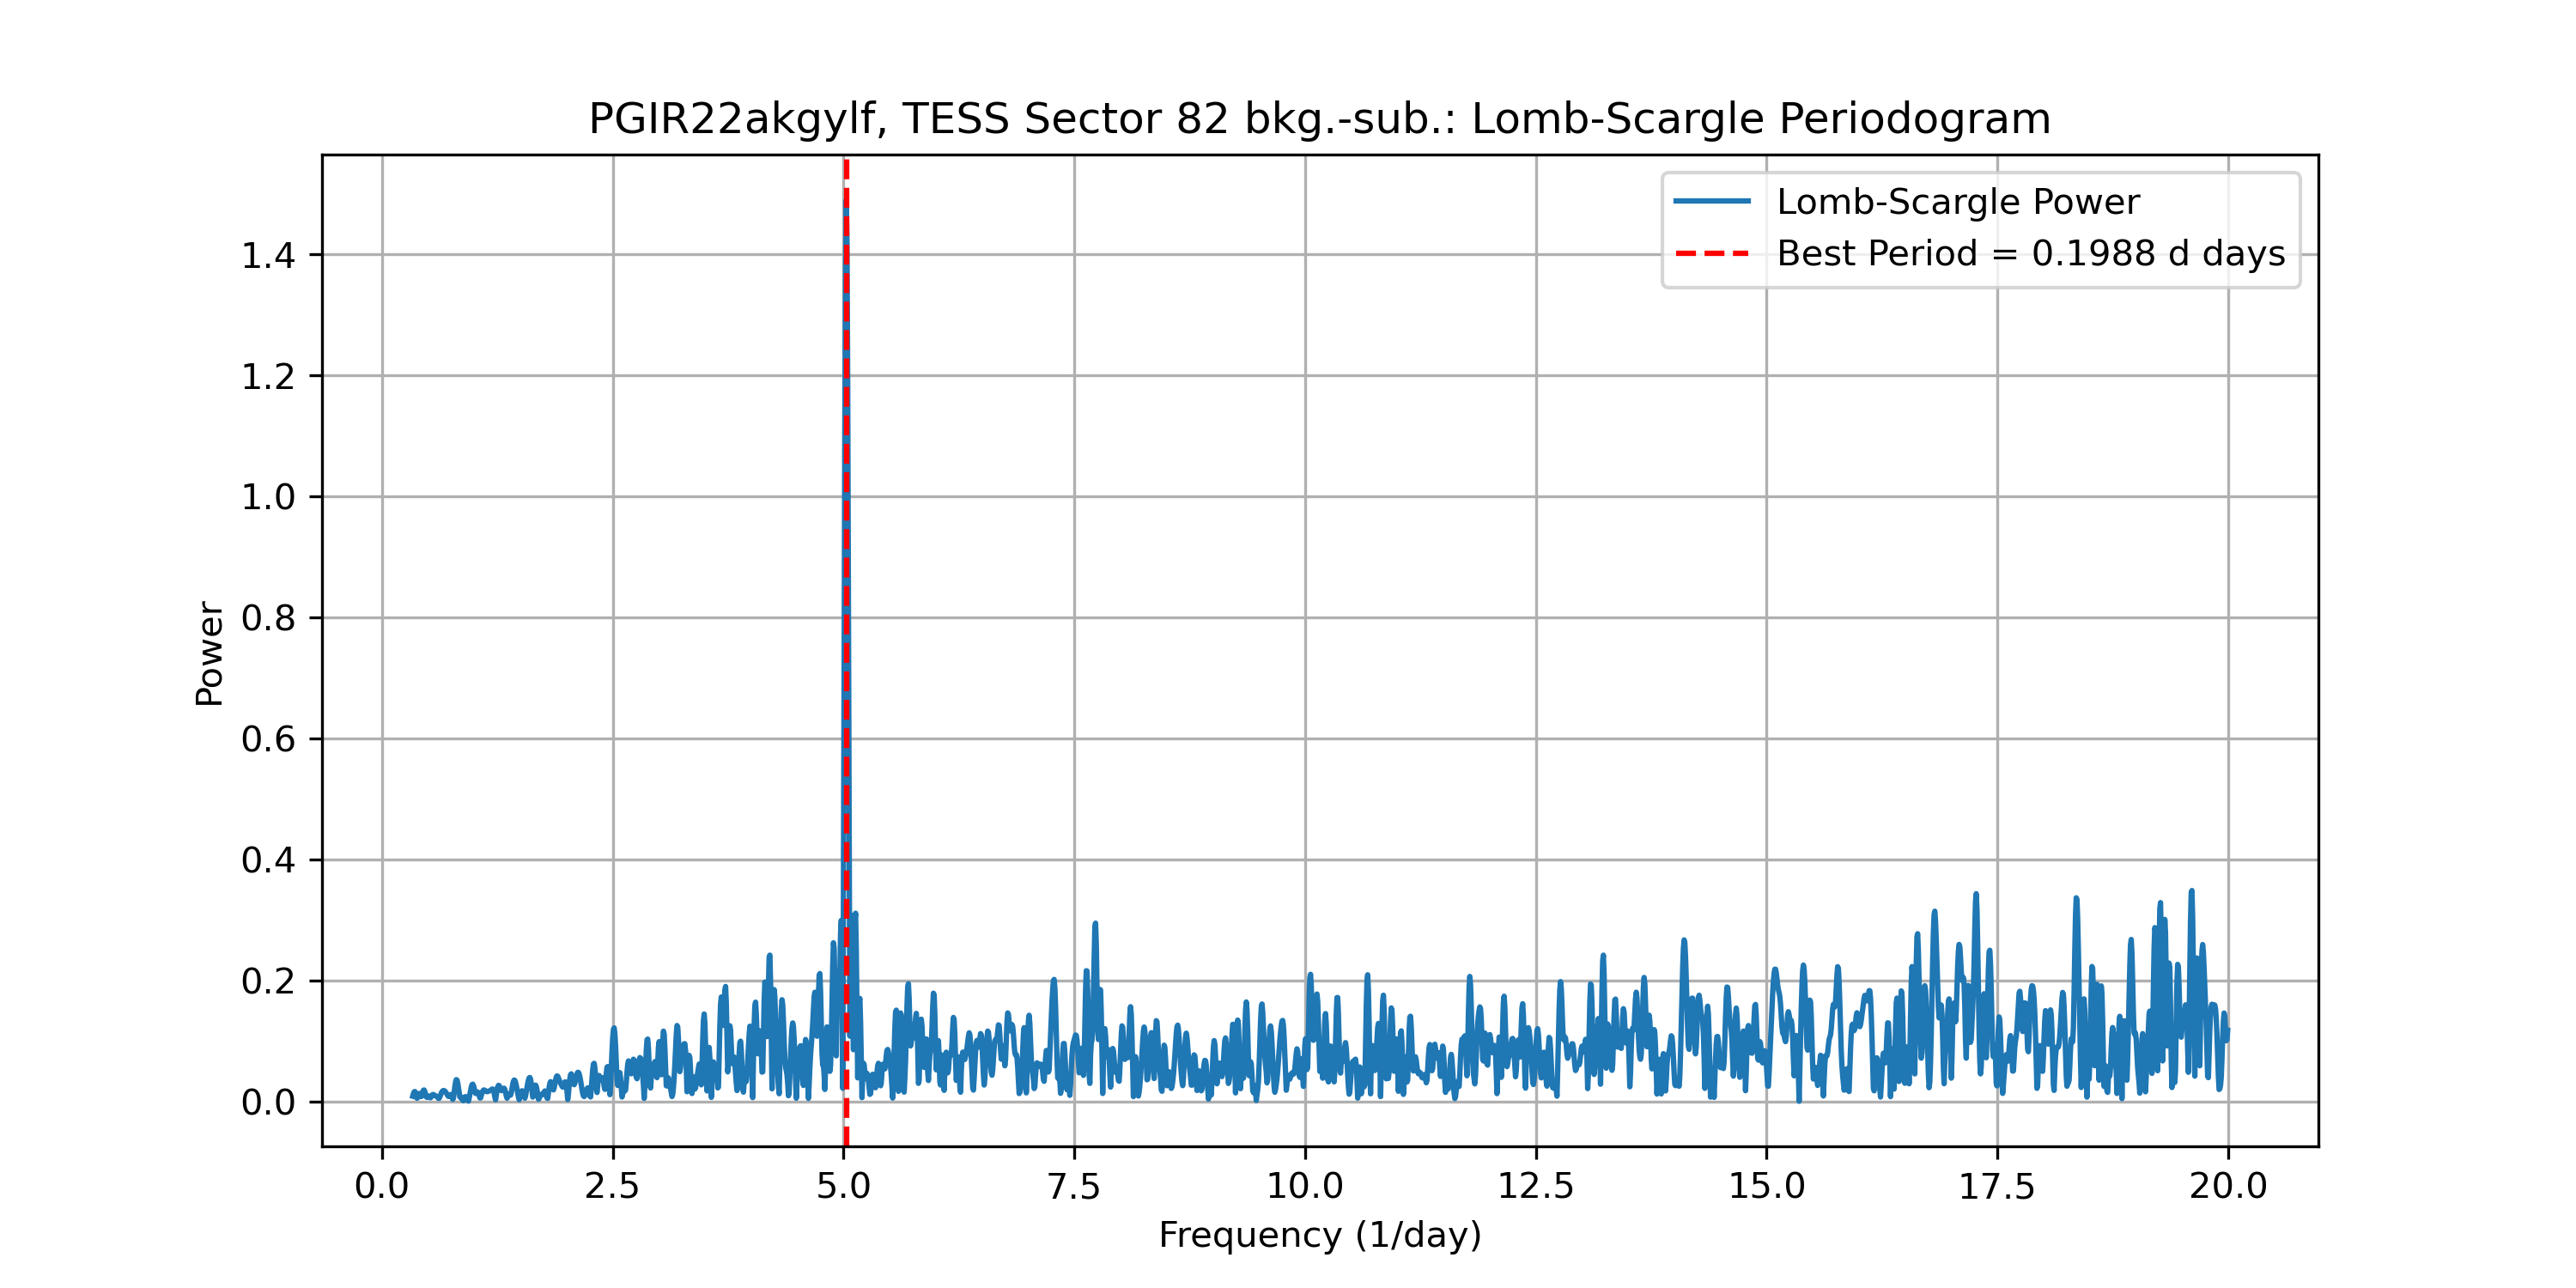 PGIR22akgylf, TESS Sector 82 bkg.-sub.: Lomb-Scargle Periodogram
Lomb-Scargle Power
Best Period = 0.1988 d days
1.4
1.2
1.0
0.8
0.6
0.4
0.2
0.0
Power
0.0 2.5 5.0 7.5 10.0 12.5 15.0 17.5 20.0
Frequency (1/day)